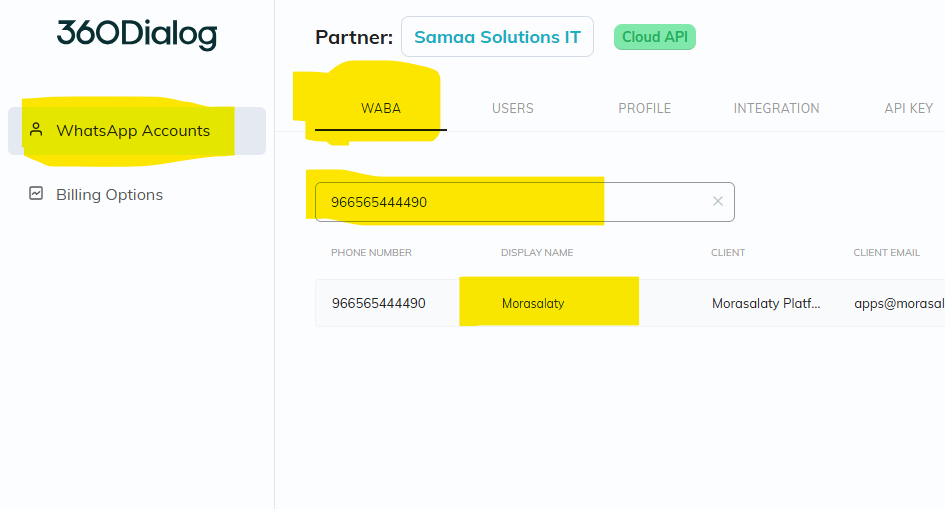 360Dialog
Partner: Samaa Solutions IT Cloud API
WABA USERS PROFILE INTEGRATION API KEY
WhatsApp Accounts
Billing Options
966565444490
PHONE NUMBER DISPLAY NAME CLIENT CLIENT EMAIL
966565444490 Morasalaty Morasalaty Platf... apps@morasal